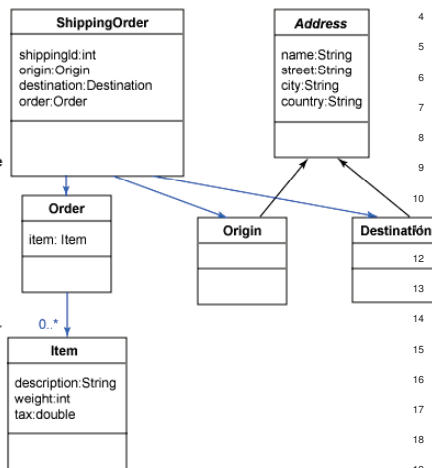 ShippingOrder
shippingId:int
origin:Origin
destination:Destination
order:Order
Address
name:String
street:String
city:String
country:String
Order
item: Item
Origin
Destination
0..*
Item
description:String
weight:int
tax:double
4
5
6
7
8
9
10
12
13
14
15
16
17
18